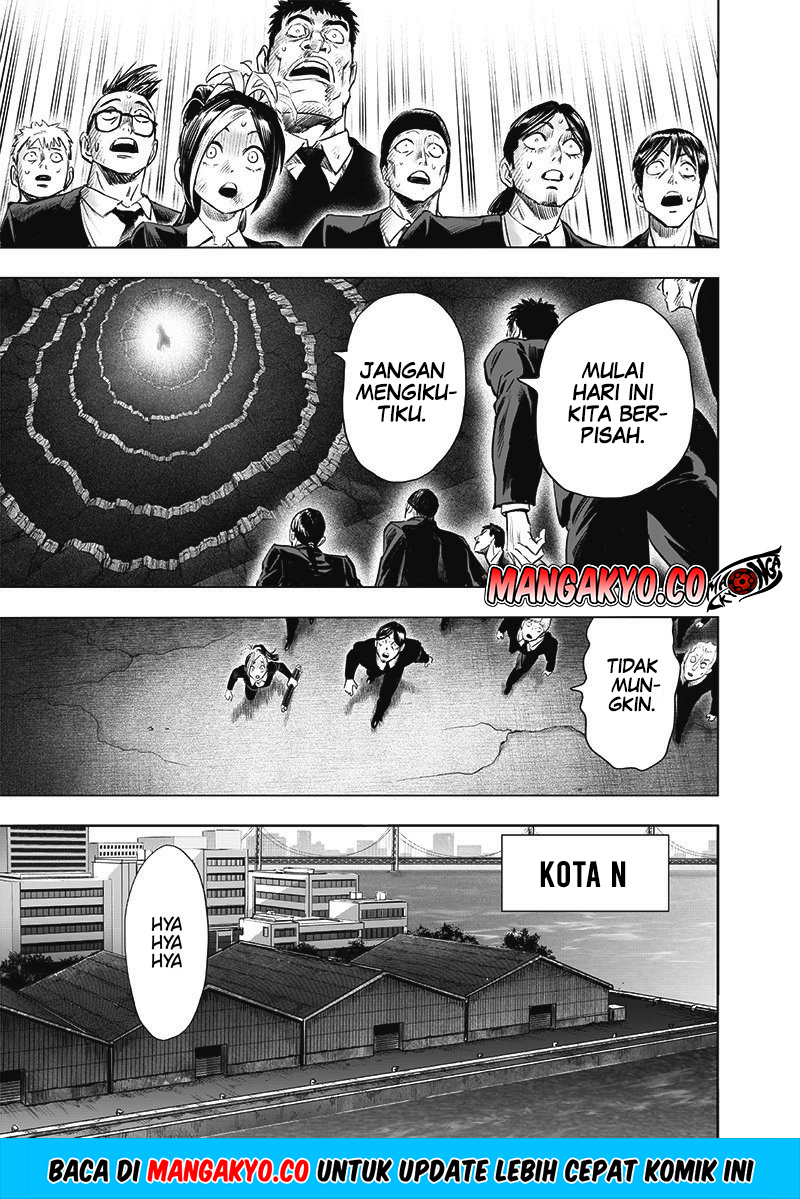 MULAI
HARI INI
KITA BER-
PISAH.
JANGAN
MENGIKU-
TIKU.
MANGAKYO.CO
TIDAK
MUN-
GKIN.
KOTA N
HYA
HYA
HYA
BACA DI MANGAKYO.CO UNTUK UPDATE LEBIH CEPAT KOMIK INI